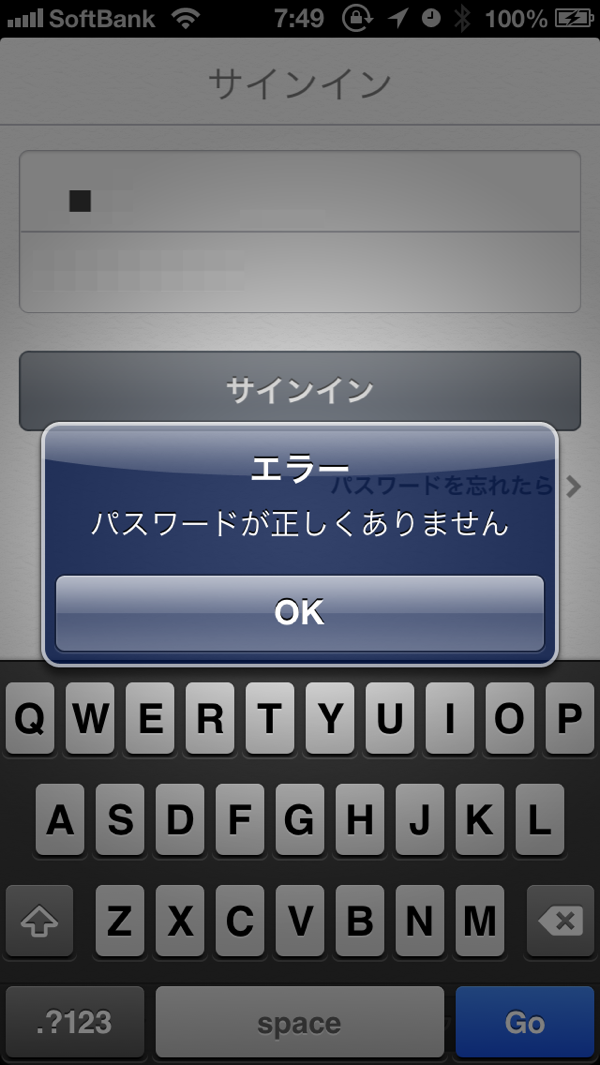 SoftBank 7:49 100%
サインイン
サインイン
パスワードを忘れたら
エラー
パスワードが正しくありません
OK
Q W E R T Y U I O P
A S D F G H J K L
Z X C V B N M
.?123 space Go